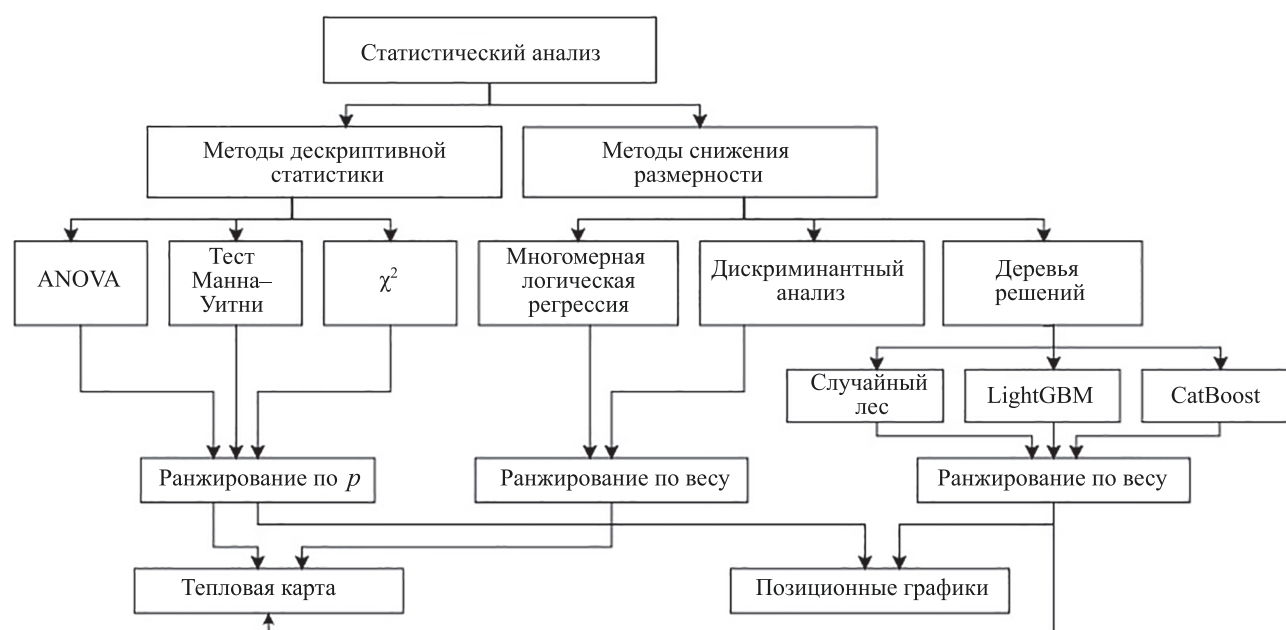 Статистический анализ
Методы дескриптивной
статистики
Методы снижения
размерности
ANOVA
Тест
Манна–
Уитни
χ²
Многомерная
логическая
регрессия
Дискриминантный
анализ
Деревья
решений
Случайный
лес
LightGBM
CatBoost
Ранжирование по p
Ранжирование по весу
Ранжирование по весу
Тепловая карта
Позиционные графики